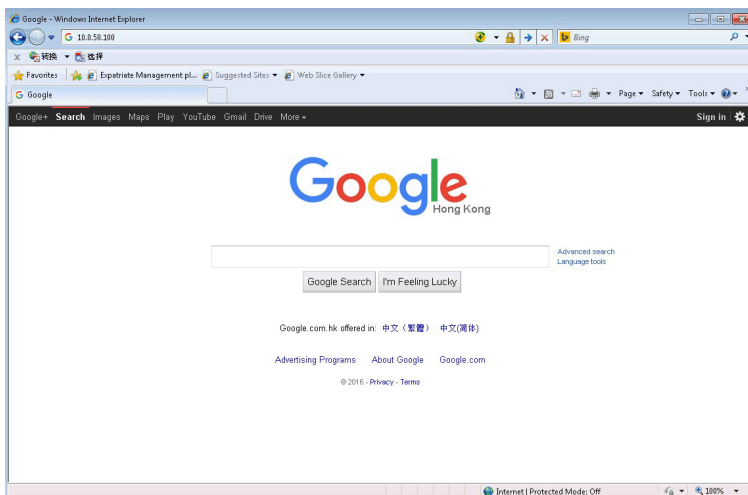 Google - Windows Internet Explorer
10.0.50.100
Bing
x 转换 选择
Favorites Expatriate Management pl... Suggested Sites Web Slice Gallery
Google
Page Safety Tools
Google+ Search Images Maps Play YouTube Gmail Drive More Sign in
Google
Hong Kong
Advanced search
Language tools
Google Search I'm Feeling Lucky
Google.com.hk offered in: 中文（繁體） 中文(简体)
Advertising Programs About Google Google.com
© 2016 - Privacy - Terms
Internet | Protected Mode: Off 100%